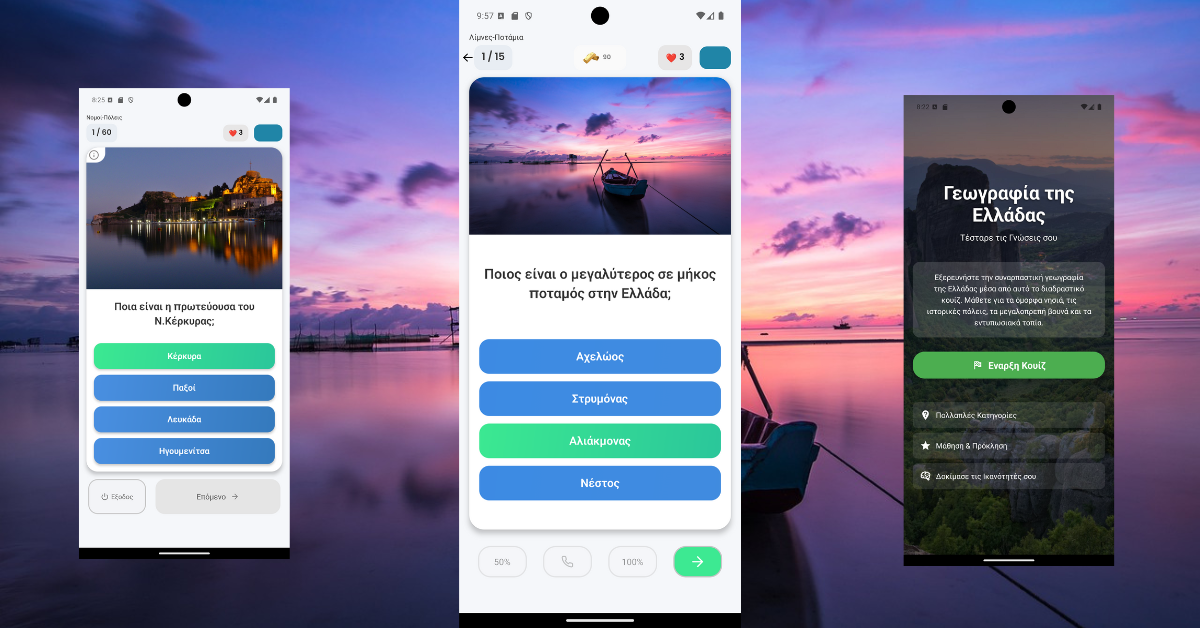 8:25
Νομοί-Πόλεις
1 / 60
3
Ποια είναι η πρωτεύουσα του
Ν.Κέρκυρας;
Κέρκυρα
Παξοί
Λευκάδα
Ηγουμενίτσα
Εξοδος
Επόμενο
9:57
Λίμνες-Ποτάμια
1 / 15
90
3
Ποιος είναι ο μεγαλύτερος σε μήκος
ποταμός στην Ελλάδα;
Αχελώος
Στρυμόνας
Αλιάκμονας
Νέστος
50%
100%
9:22
Γεωγραφία της
Ελλάδας
Τέσταρε τις Γνώσεις σου
Εξερευνήστε την συναρπαστική γεωγραφία
της Ελλάδας μέσα από αυτό το διαδραστικό
κουίζ. Μάθετε για τα όμορφα νησιά, τις
ιστορικές πόλεις, τα μεγαλοπρεπή βουνά και τα
εντυπωσιακά τοπία.
Εναρξη Κουίζ
Πολλαπλές Κατηγορίες
Μάθηση & Πρόκληση
Δοκίμασε τις Ικανότητές σου